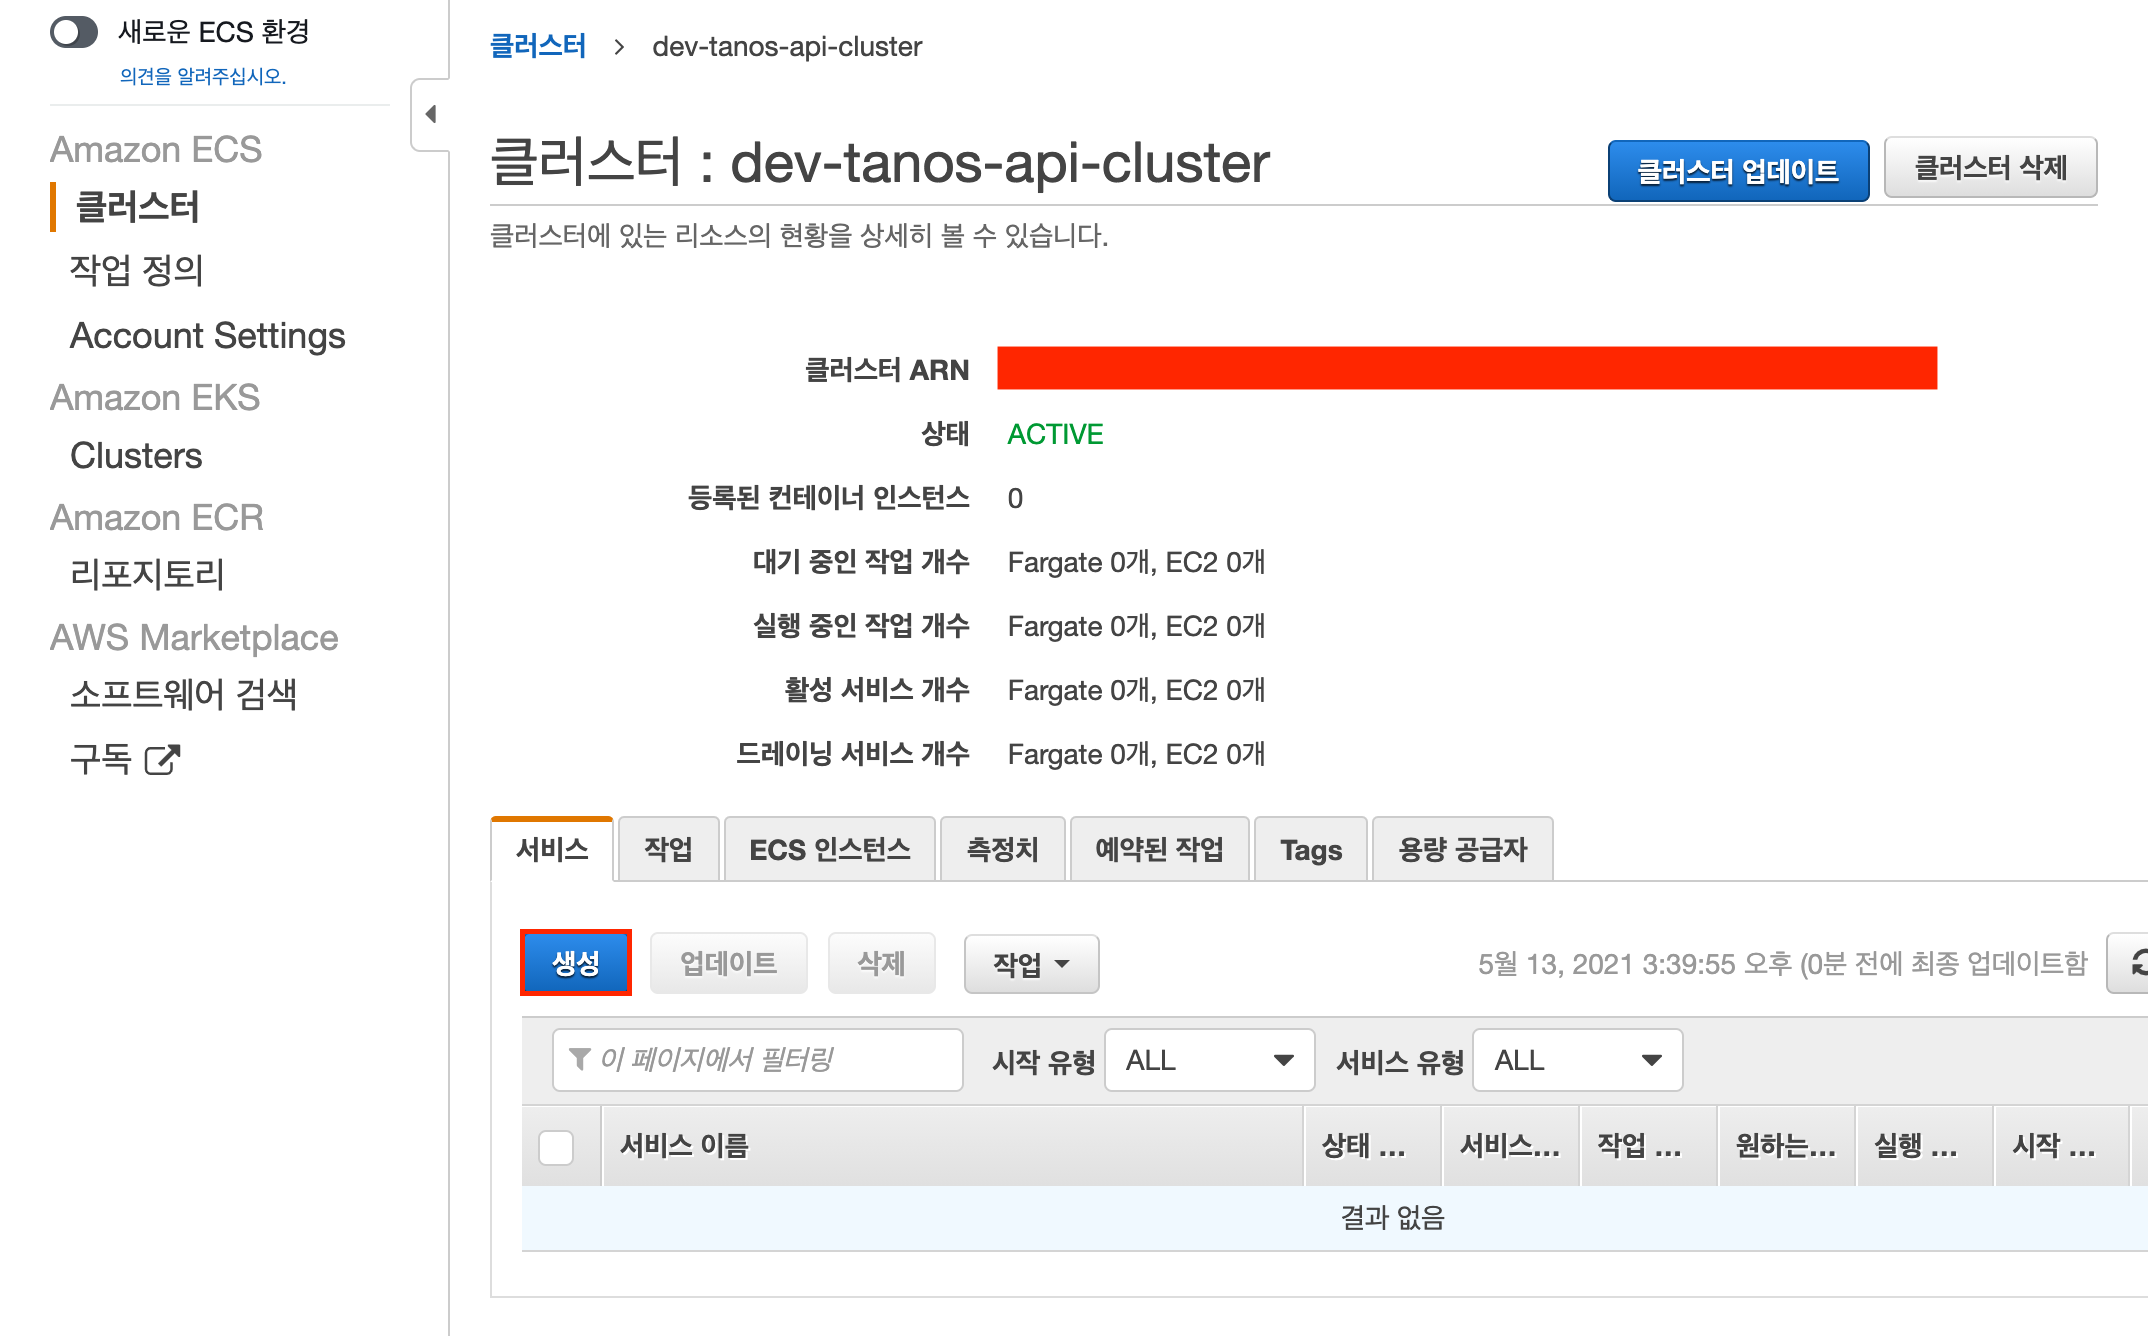 새로운 ECS 환경
의견을 알려주십시오.
Amazon ECS
클러스터
작업 정의
Account Settings
Amazon EKS
Clusters
Amazon ECR
리포지토리
AWS Marketplace
소프트웨어 검색
구독
클러스터 > dev-tanos-api-cluster
클러스터 : dev-tanos-api-cluster
클러스터 업데이트
클러스터 삭제
클러스터에 있는 리소스의 현황을 상세히 볼 수 있습니다.
클러스터 ARN
상태 ACTIVE
등록된 컨테이너 인스턴스 0
대기 중인 작업 개수 Fargate 0개, EC2 0개
실행 중인 작업 개수 Fargate 0개, EC2 0개
활성 서비스 개수 Fargate 0개, EC2 0개
드레이닝 서비스 개수 Fargate 0개, EC2 0개
서비스 작업 ECS 인스턴스 측정치 예약된 작업 Tags 용량 공급자
생성 업데이트 삭제 작업 5월 13, 2021 3:39:55 오후 (0분 전에 최종 업데이트함
이 페이지에서 필터링 시작 유형 ALL 서비스 유형 ALL
서비스 이름 상태 ... 서비스... 작업 ... 원하는... 실행 ... 시작 ...
결과 없음